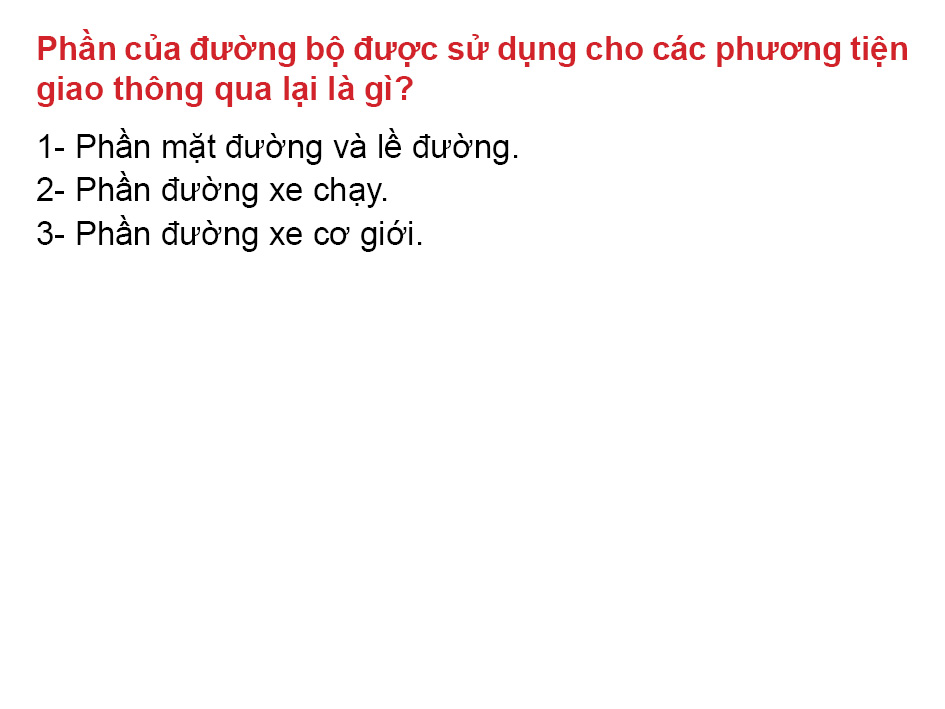 Phần của đường bộ được sử dụng cho các phương tiện
giao thông qua lại là gì?
1- Phần mặt đường và lề đường.
2- Phần đường xe chạy.
3- Phần đường xe cơ giới.